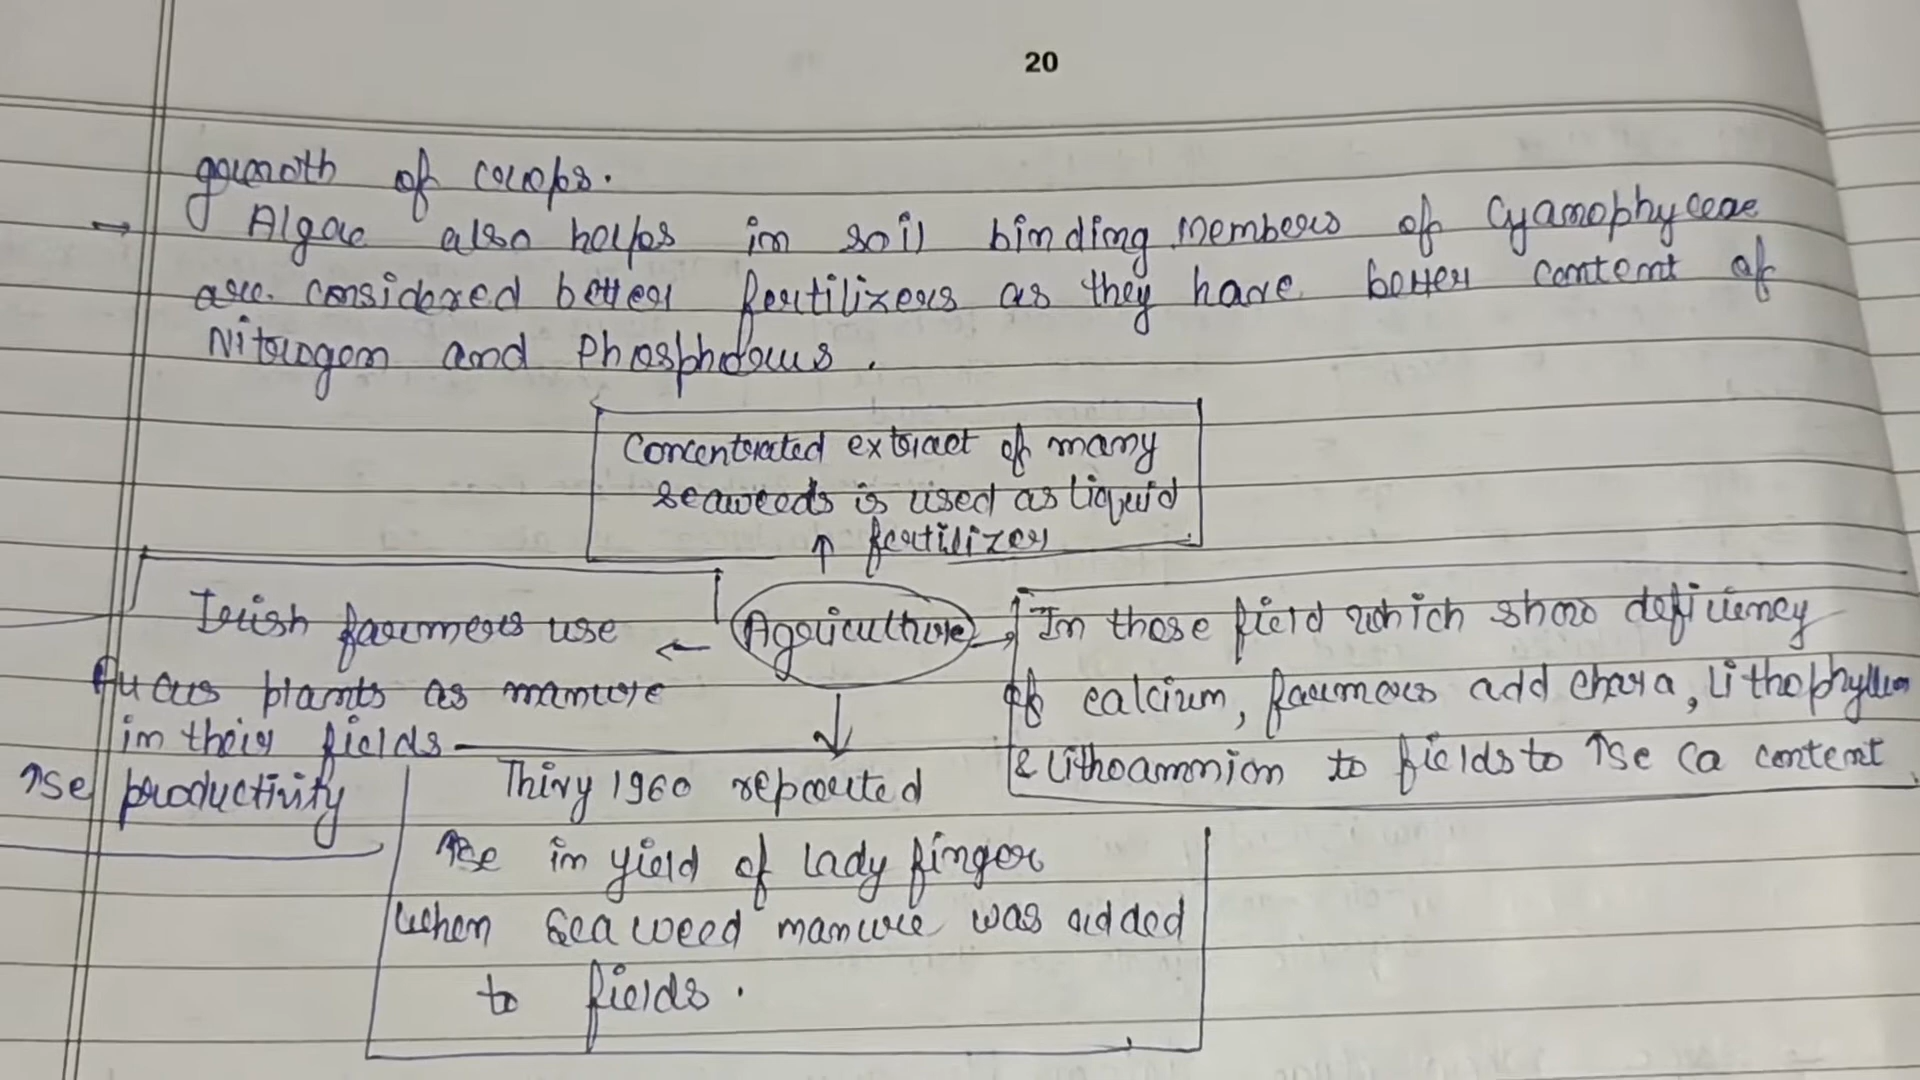 20
growth of crops.
→ Algae also helps in soil binding members of Cyanophyceae
are considered better fertilizers as they have better content of
Nitrogen and Phosphorus.
Concentrated extract of many
seaweeds is used as liquid
↑ fertilizer
Agriculture
Irish farmers use
fucus plants as manure
in their fields
↑se productivity
In those field which show deficiency
of calcium, farmers add chara, Lithophyllum
& Lithoamnion to fields to ↑se Ca content
Thivy 1960 reported
↑se in yield of lady finger
when sea weed manure was added
to fields.